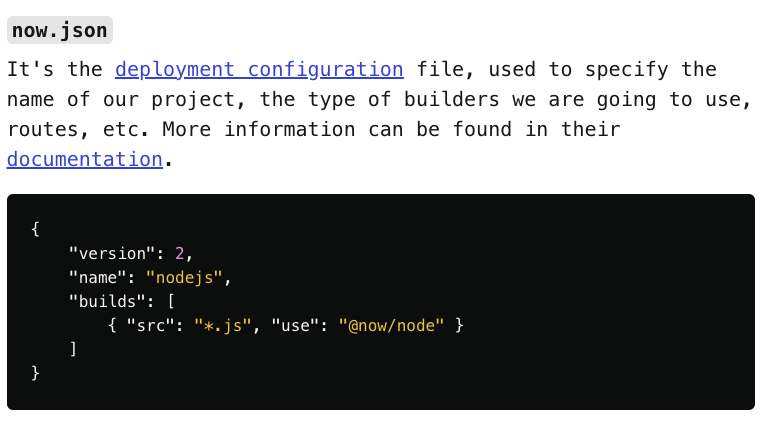 now.json
It's the deployment configuration file, used to specify the
name of our project, the type of builders we are going to use,
routes, etc. More information can be found in their
documentation.
{
    "version": 2,
    "name": "nodejs",
    "builds": [
        { "src": "*.js", "use": "@now/node" }
    ]
}